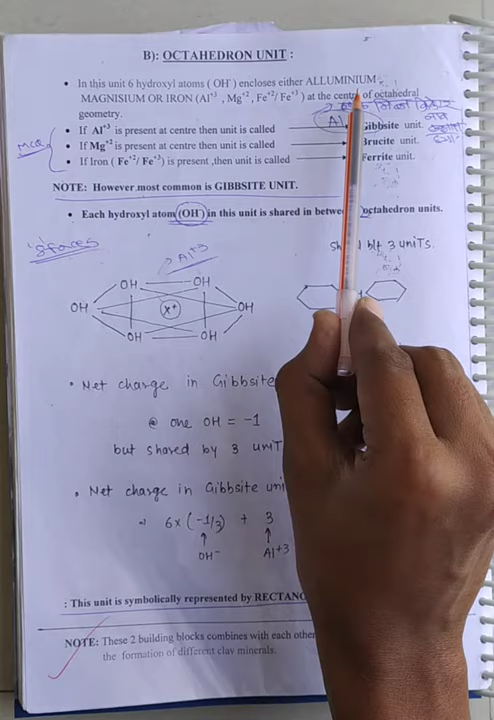 B): OCTAHEDRON UNIT :
• In this unit 6 hydroxyl atoms ( OH⁻) encloses either ALLUMINIUM
MAGNISIUM OR IRON (Al⁺³ , Mg⁺² , Fe⁺²/ Fe⁺³ ) at the centre of octahedral
geometry.
MCQ
• If Al⁺³ is present at centre then unit is called Gibbsite unit.
• If Mg⁺² is present at centre then unit is called Brucite unit.
• If Iron ( Fe⁺²/ Fe⁺³) is present ,then unit is called Ferrite unit.
NOTE: However most common is GIBBSITE UNIT.
• Each hydroxyl atom (OH⁻) in this unit is shared in between octahedron units.
8 faces
Al⁺³
blt 3 uniTs.
OH OH
OH x⁺ OH
OH OH
• Net charge in Gibbsite
@ one OH = -1
but shared by 3 uniT
• Net charge in Gibbsite uni
⇒ 6 x (-1/3) + 3
OH⁻ Al⁺³
: This unit is symbolically represented by RECTANG
NOTE: These 2 building blocks combines with each other
the formation of different clay minerals.